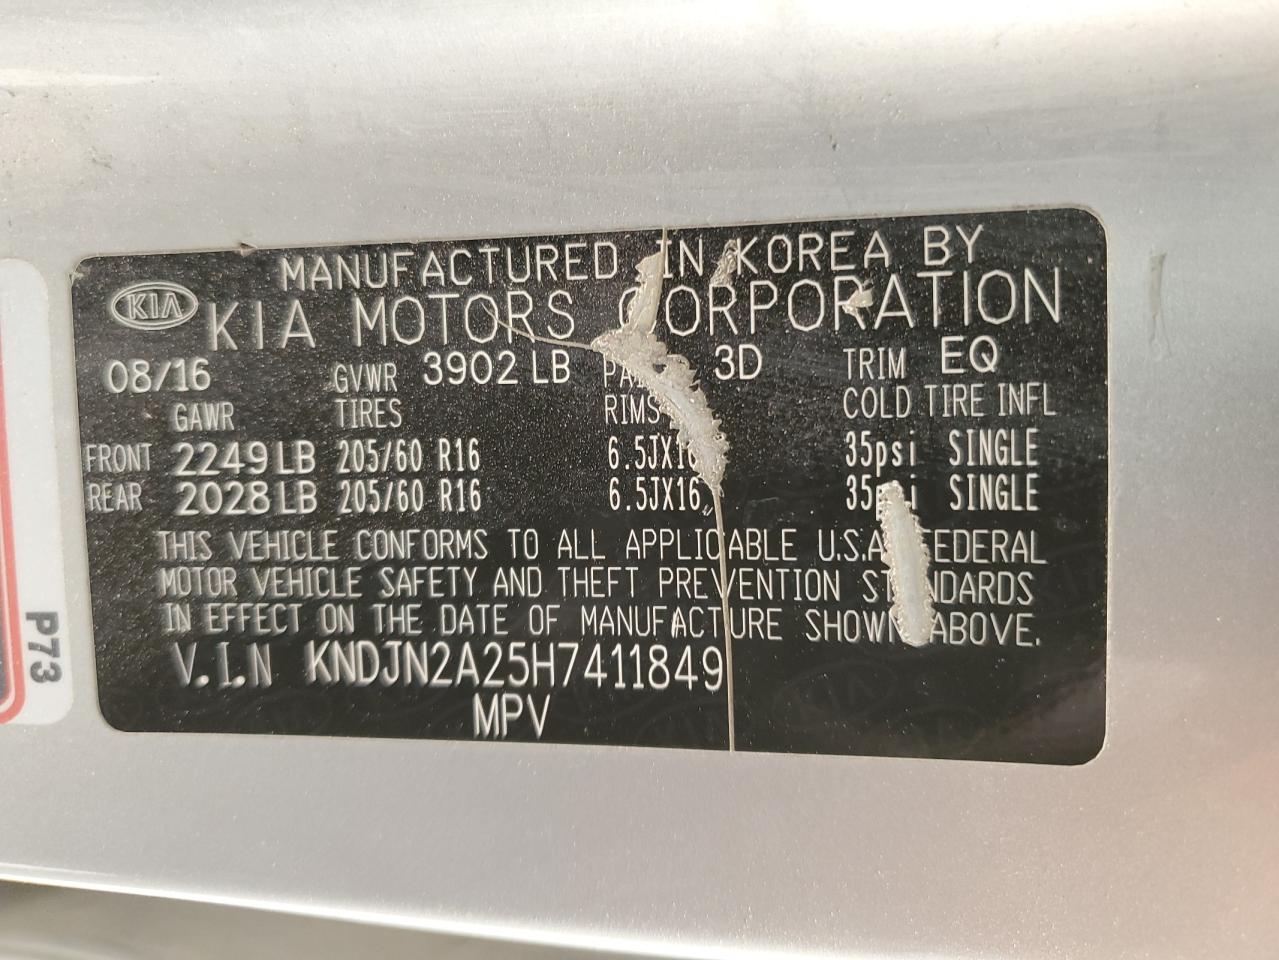 MANUFACTURED IN KOREA BY
KIA KIA MOTORS CORPORATION
08/16 GVWR 3902 LB 3D TRIM EQ
GAWR TIRES RIMS COLD TIRE INFL
FRONT 2249 LB 205/60 R16 6.5JX16 35psi SINGLE
REAR 2028 LB 205/60 R16 6.5JX16 35psi SINGLE
THIS VEHICLE CONFORMS TO ALL APPLICABLE U.S.A FEDERAL
MOTOR VEHICLE SAFETY AND THEFT PREVENTION STANDARDS
IN EFFECT ON THE DATE OF MANUFACTURE SHOWN ABOVE.
V.I.N KNDJN2A25H7411849
MPV
P73